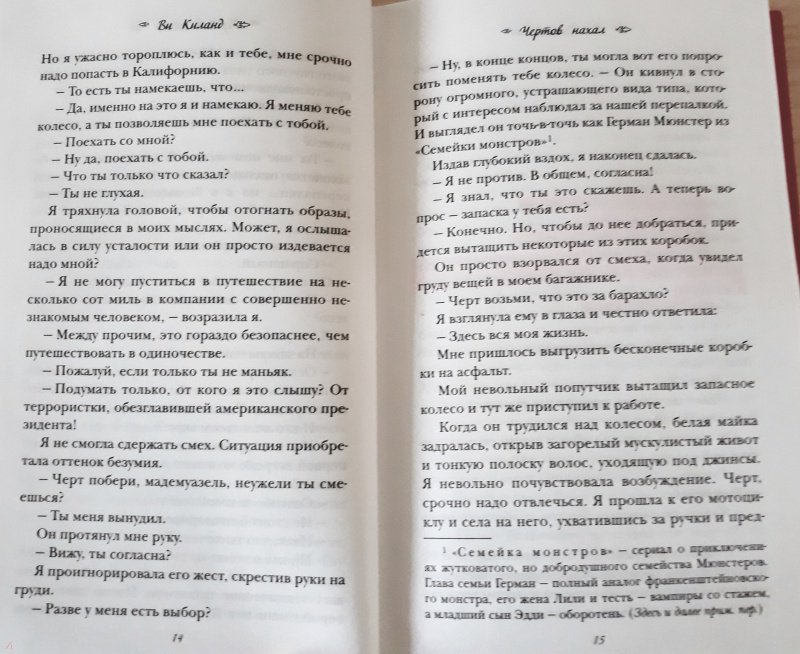 Ви Киланд
Но я ужасно тороплюсь, как и тебе, мне срочно
надо попасть в Калифорнию.
– То есть ты намекаешь, что...
– Да, именно на это я и намекаю. Я меняю тебе
колесо, а ты позволяешь мне поехать с тобой.
– Поехать со мной?
– Ну да, поехать с тобой.
– Что ты только что сказал?
– Ты не глухая.
Я тряхнула головой, чтобы отогнать образы,
проносящиеся в моих мыслях. Может, я ослыша-
лась в силу усталости или он просто издевается
надо мной?
– Я не могу пуститься в путешествие на не-
сколько сот миль в компании с совершенно не-
знакомым человеком, – возразила я.
– Между прочим, это гораздо безопаснее, чем
путешествовать в одиночестве.
– Пожалуй, если только ты не маньяк.
– Подумать только, от кого я это слышу? От
террористки, обезглавившей американского пре-
зидента!
Я не смогла сдержать смех. Ситуация приобре-
тала оттенок безумия.
– Черт побери, мадемуазель, неужели ты сме-
ешься?
– Ты меня вынудил.
Он протянул мне руку.
– Вижу, ты согласна?
Я проигнорировала его жест, скрестив руки на
груди.
– Разве у меня есть выбор?
14
Чертов нахал
– Ну, в конце концов, ты могла вот его попро-
сить поменять тебе колесо. – Он кивнул в сто-
рону огромного, устрашающего вида типа, кото-
рый с интересом наблюдал за нашей перепалкой.
И выглядел он точь-в-точь как Герман Мюнстер из
«Семейки монстров»¹.
Издав глубокий вздох, я наконец сдалась.
– Я не против. В общем, согласна!
– Я знал, что ты это скажешь. А теперь во-
прос – запаска у тебя есть?
– Конечно. Но, чтобы до нее добраться, при-
дется вытащить некоторые из этих коробок.
Он просто взорвался от смеха, когда увидел
груду вещей в моем багажнике.
– Черт возьми, что это за барахло?
Я взглянула ему в глаза и честно ответила:
– Здесь вся моя жизнь.
Мне пришлось выгрузить бесконечные короб-
ки на асфальт.
Мой невольный попутчик вытащил запасное
колесо и тут же приступил к работе.
Когда он трудился над колесом, белая майка
задралась, открыв загорелый мускулистый живот
и тонкую полоску волос, уходящую под джинсы.
Я невольно почувствовала возбуждение. Черт,
срочно надо отвлечься. Я прошла к его мотоци-
клу и села на него, ухватившись за ручки и пред-
¹ «Семейка монстров» – сериал о приключени-
ях жутковатого, но добродушного семейства Мюнстеров.
Глава семьи Герман – полный аналог франкенштейновско-
го монстра, его жена Лили и тесть – вампиры со стажем,
а младший сын Эдди – оборотень. (Здесь и далее прим. пер.)
15